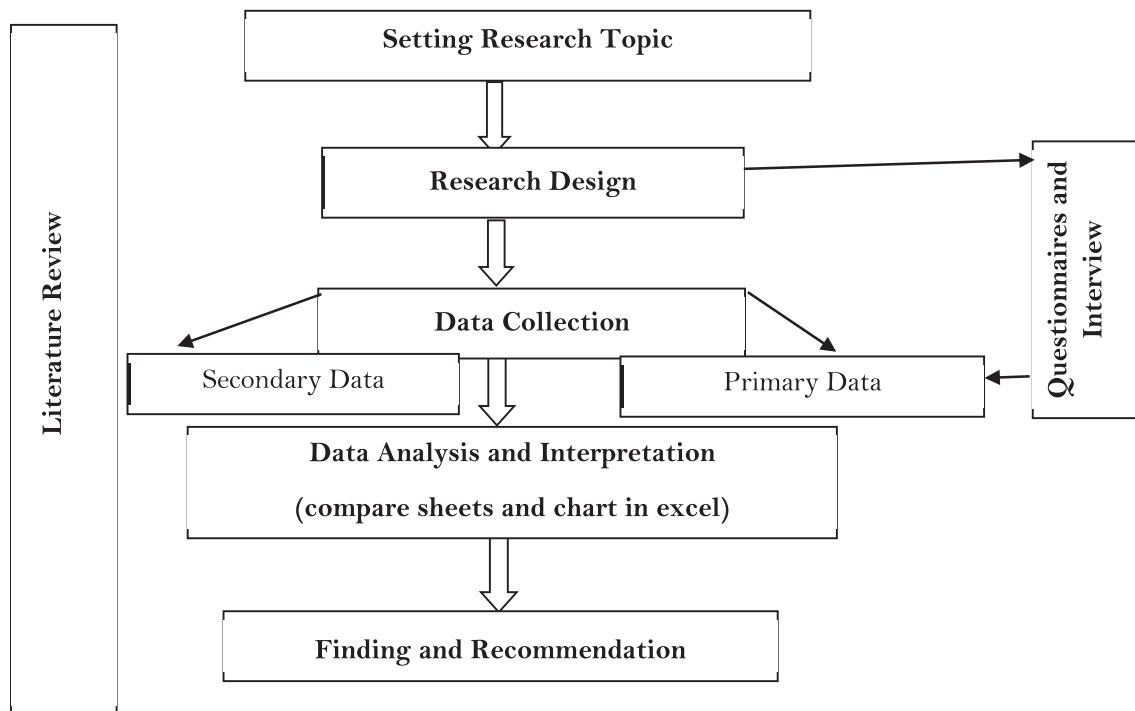 Setting Research Topic
Research Design
Literature Review
Questionnaires and
Interview
Data Collection
Secondary Data
Primary Data
Data Analysis and Interpretation
(compare sheets and chart in excel)
Finding and Recommendation